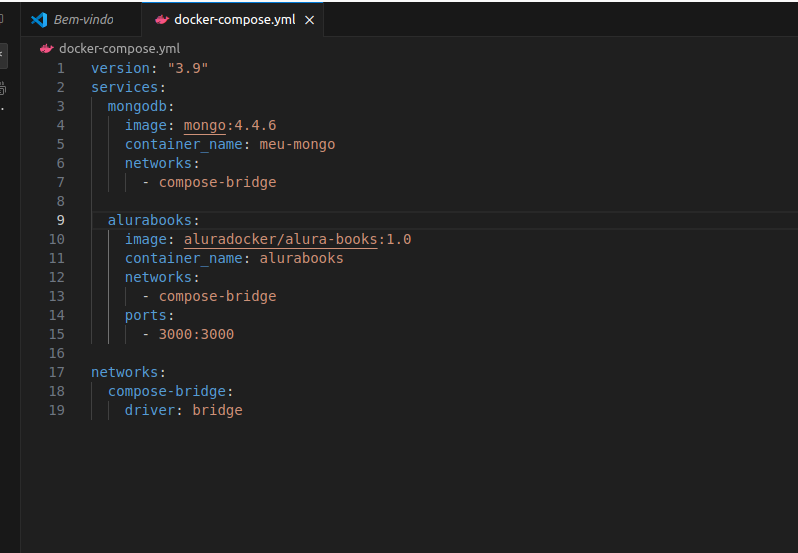 Bem-vindo docker-compose.yml ×
docker-compose.yml
1 version: "3.9"
2 services:
3   mongodb:
4     image: mongo:4.4.6
5     container_name: meu-mongo
6     networks:
7       - compose-bridge
8
9   alurabooks:
10     image: aluradocker/alura-books:1.0
11     container_name: alurabooks
12     networks:
13       - compose-bridge
14     ports:
15       - 3000:3000
16
17 networks:
18   compose-bridge:
19     driver: bridge